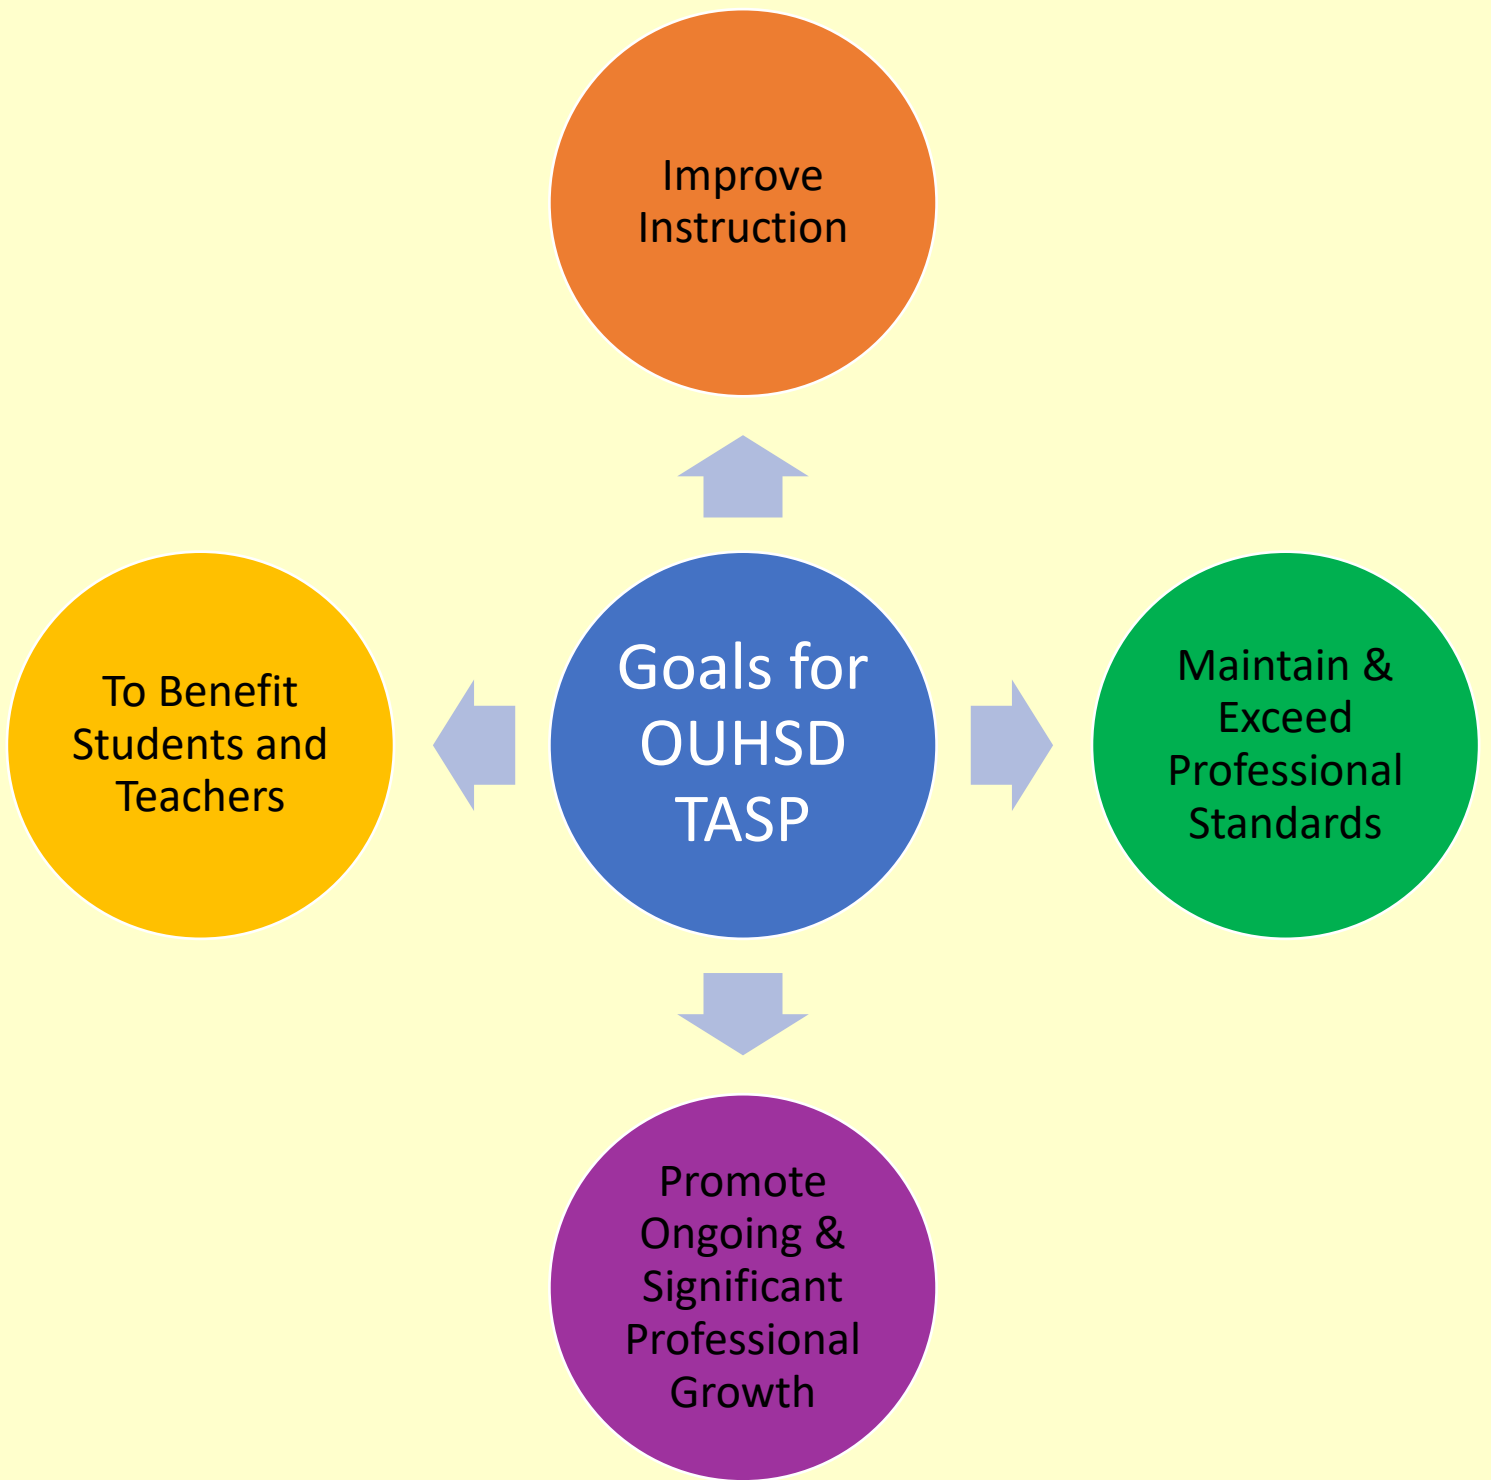 Improve
Instruction
To Benefit
Students and
Teachers
Goals for
OUHSD
TASP
Maintain &
Exceed
Professional
Standards
Promote
Ongoing &
Significant
Professional
Growth